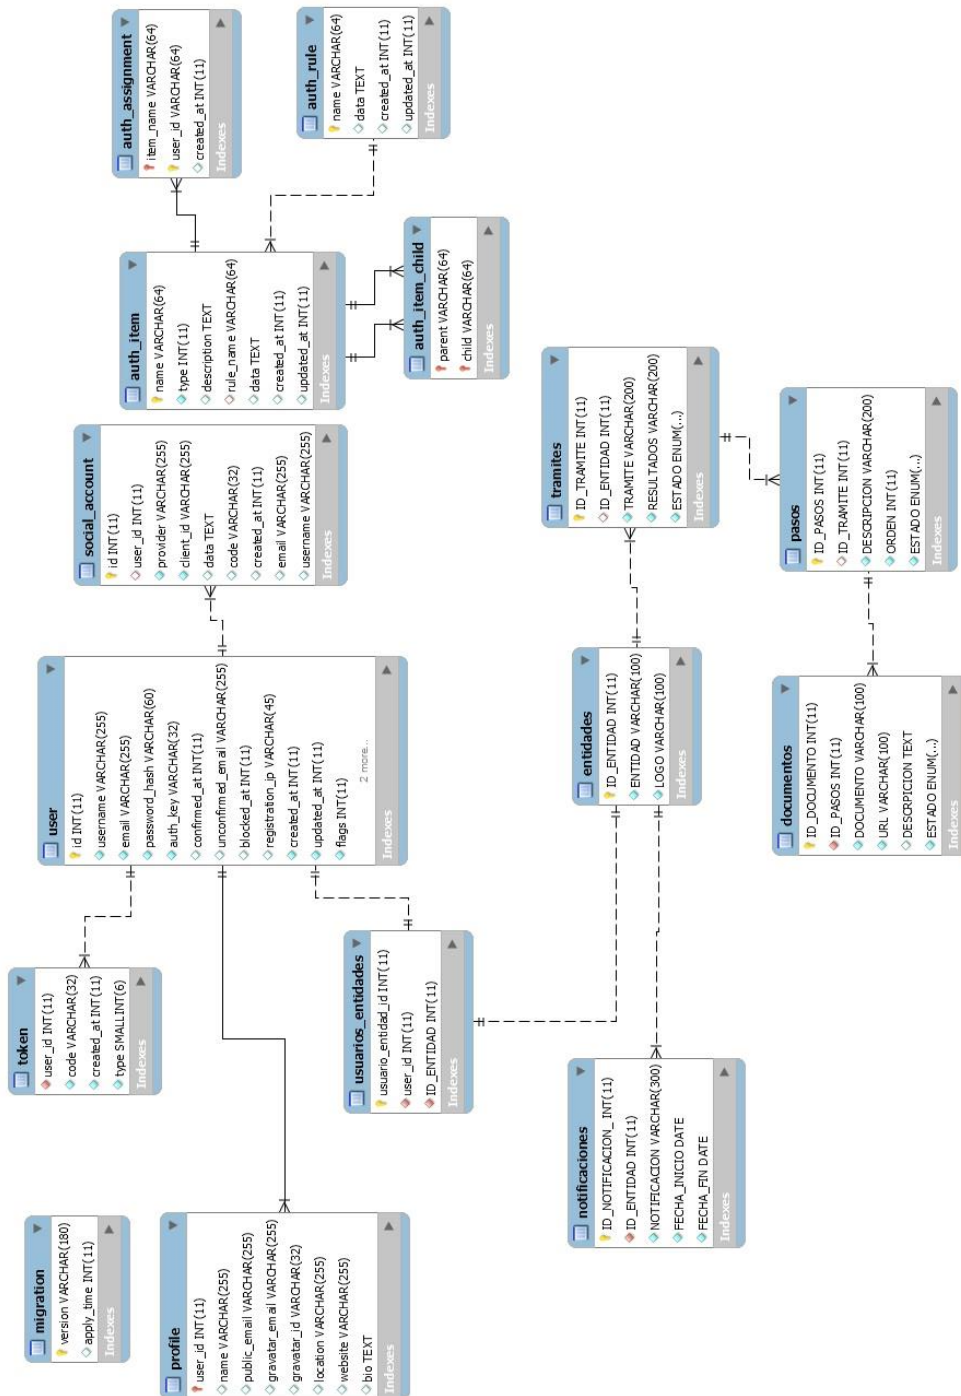 migration
version VARCHAR(180)
apply_time INT(11)
Indexes
token
user_id INT(11)
code VARCHAR(32)
created_at INT(11)
type SMALLINT(6)
Indexes
user
id INT(11)
username VARCHAR(255)
email VARCHAR(255)
password_hash VARCHAR(60)
auth_key VARCHAR(32)
confirmed_at INT(11)
unconfirmed_email VARCHAR(255)
blocked_at INT(11)
registration_ip VARCHAR(45)
created_at INT(11)
updated_at INT(11)
flags INT(11)
2 more...
Indexes
social_account
id INT(11)
user_id INT(11)
provider VARCHAR(255)
client_id VARCHAR(255)
data TEXT
code VARCHAR(32)
created_at INT(11)
email VARCHAR(255)
username VARCHAR(255)
Indexes
auth_item
name VARCHAR(64)
type INT(11)
description TEXT
rule_name VARCHAR(64)
data TEXT
created_at INT(11)
updated_at INT(11)
Indexes
auth_assignment
item_name VARCHAR(64)
user_id VARCHAR(64)
created_at INT(11)
Indexes
auth_rule
name VARCHAR(64)
data TEXT
created_at INT(11)
updated_at INT(11)
Indexes
auth_item_child
parent VARCHAR(64)
child VARCHAR(64)
Indexes
profile
user_id INT(11)
name VARCHAR(255)
public_email VARCHAR(255)
gravatar_email VARCHAR(255)
gravatar_id VARCHAR(32)
location VARCHAR(255)
website VARCHAR(255)
bio TEXT
Indexes
usuarios_entidades
usuario_entidad_id INT(11)
user_id INT(11)
ID_ENTIDAD INT(11)
Indexes
notificaciones
ID_NOTIFICACION_ INT(11)
ID_ENTIDAD INT(11)
NOTIFICACION VARCHAR(300)
FECHA_INICIO DATE
FECHA_FIN DATE
Indexes
entidades
ID_ENTIDAD INT(11)
ENTIDAD VARCHAR(100)
LOGO VARCHAR(100)
Indexes
tramites
ID_TRAMITE INT(11)
ID_ENTIDAD INT(11)
TRAMITE VARCHAR(200)
RESULTADOS VARCHAR(200)
ESTADO ENUM(...)
Indexes
documentos
ID_DOCUMENTO INT(11)
ID_PASOS INT(11)
DOCUMENTO VARCHAR(100)
URL VARCHAR(100)
DESCRPICION TEXT
ESTADO ENUM(...)
Indexes
pasos
ID_PASOS INT(11)
ID_TRAMITE INT(11)
DESCRIPCION VARCHAR(200)
ORDEN INT(11)
ESTADO ENUM(...)
Indexes